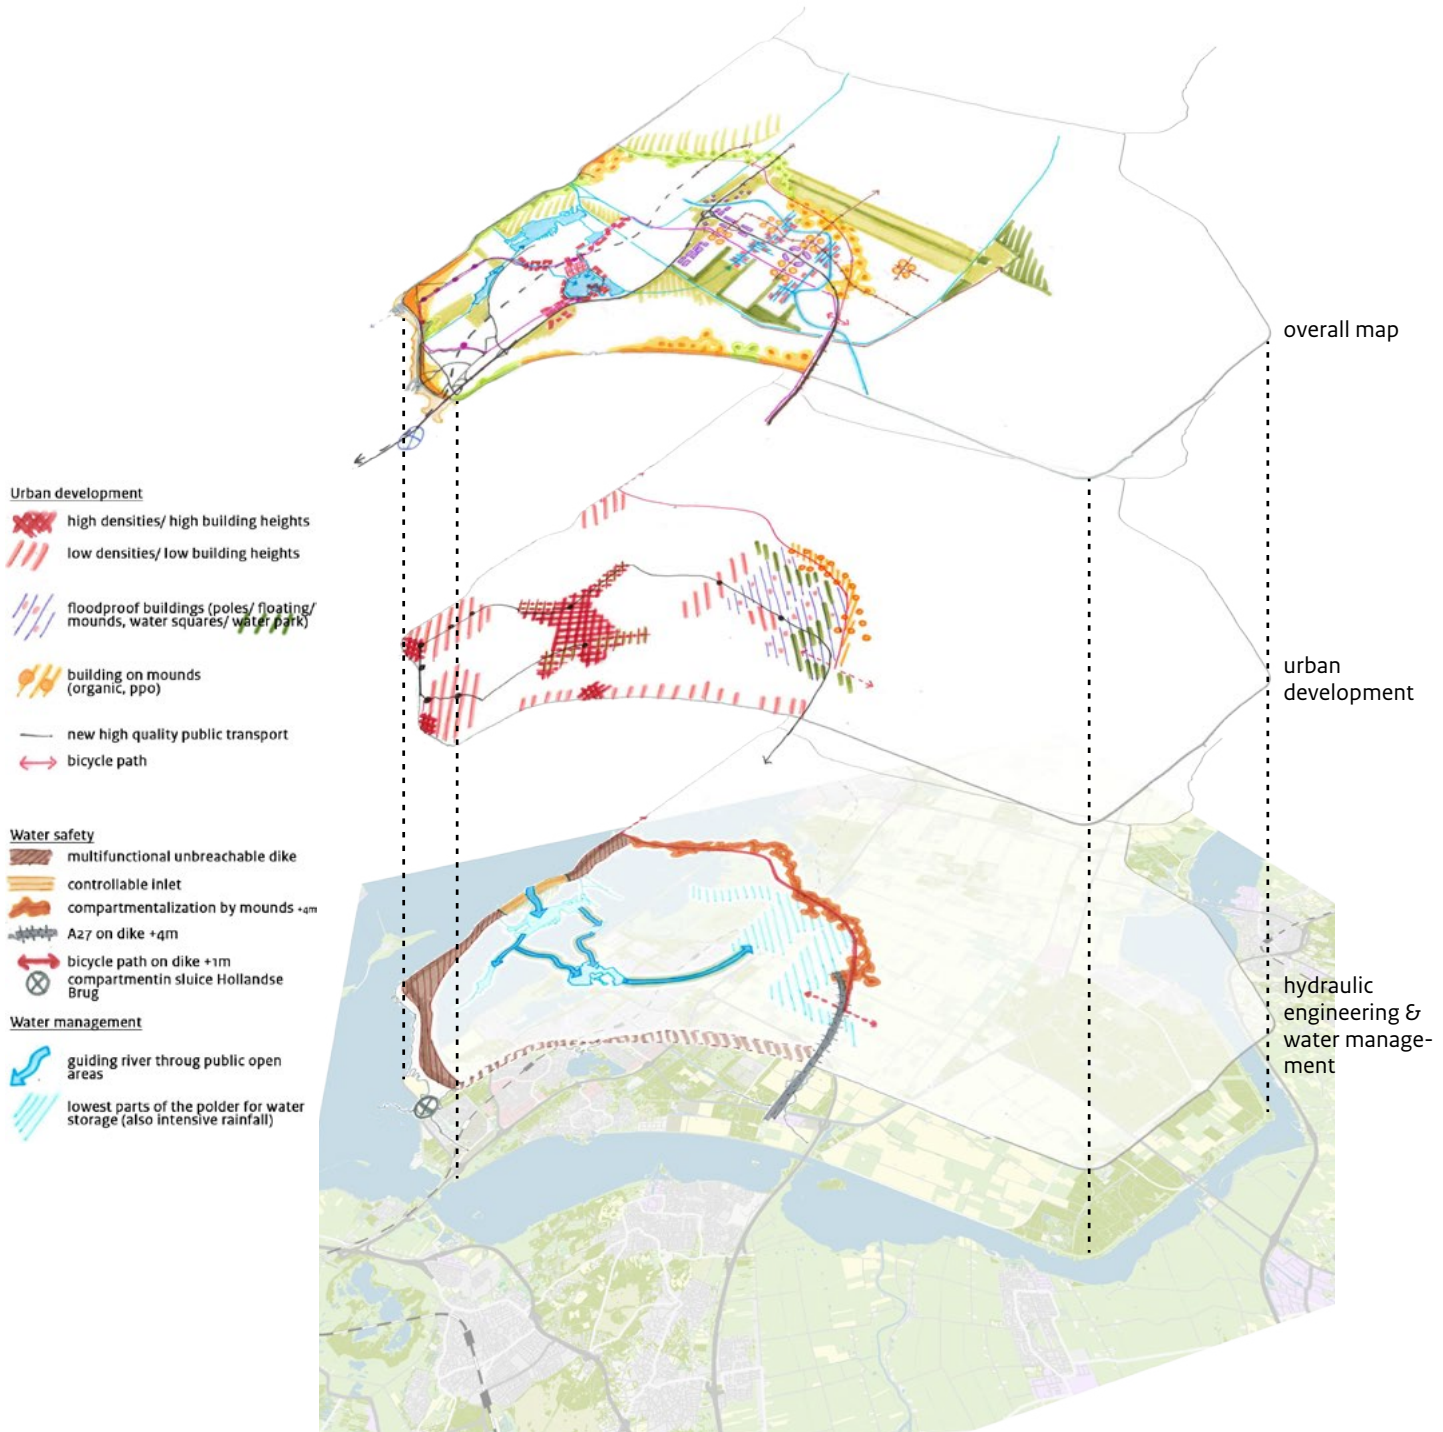 overall map
Urban development
high densities/ high building heights
low densities/ low building heights
floodproof buildings (poles/ floating/
mounds, water squares/ water park)
building on mounds
(organic, ppo)
new high quality public transport
bicycle path
urban
development
Water safety
multifunctional unbreachable dike
controllable inlet
compartmentalization by mounds +4m
A27 on dike +4m
bicycle path on dike +1m
compartmentin sluice Hollandse
Brug
Water management
guiding river throug public open
areas
lowest parts of the polder for water
storage (also intensive rainfall)
hydraulic
engineering &
water manage-
ment